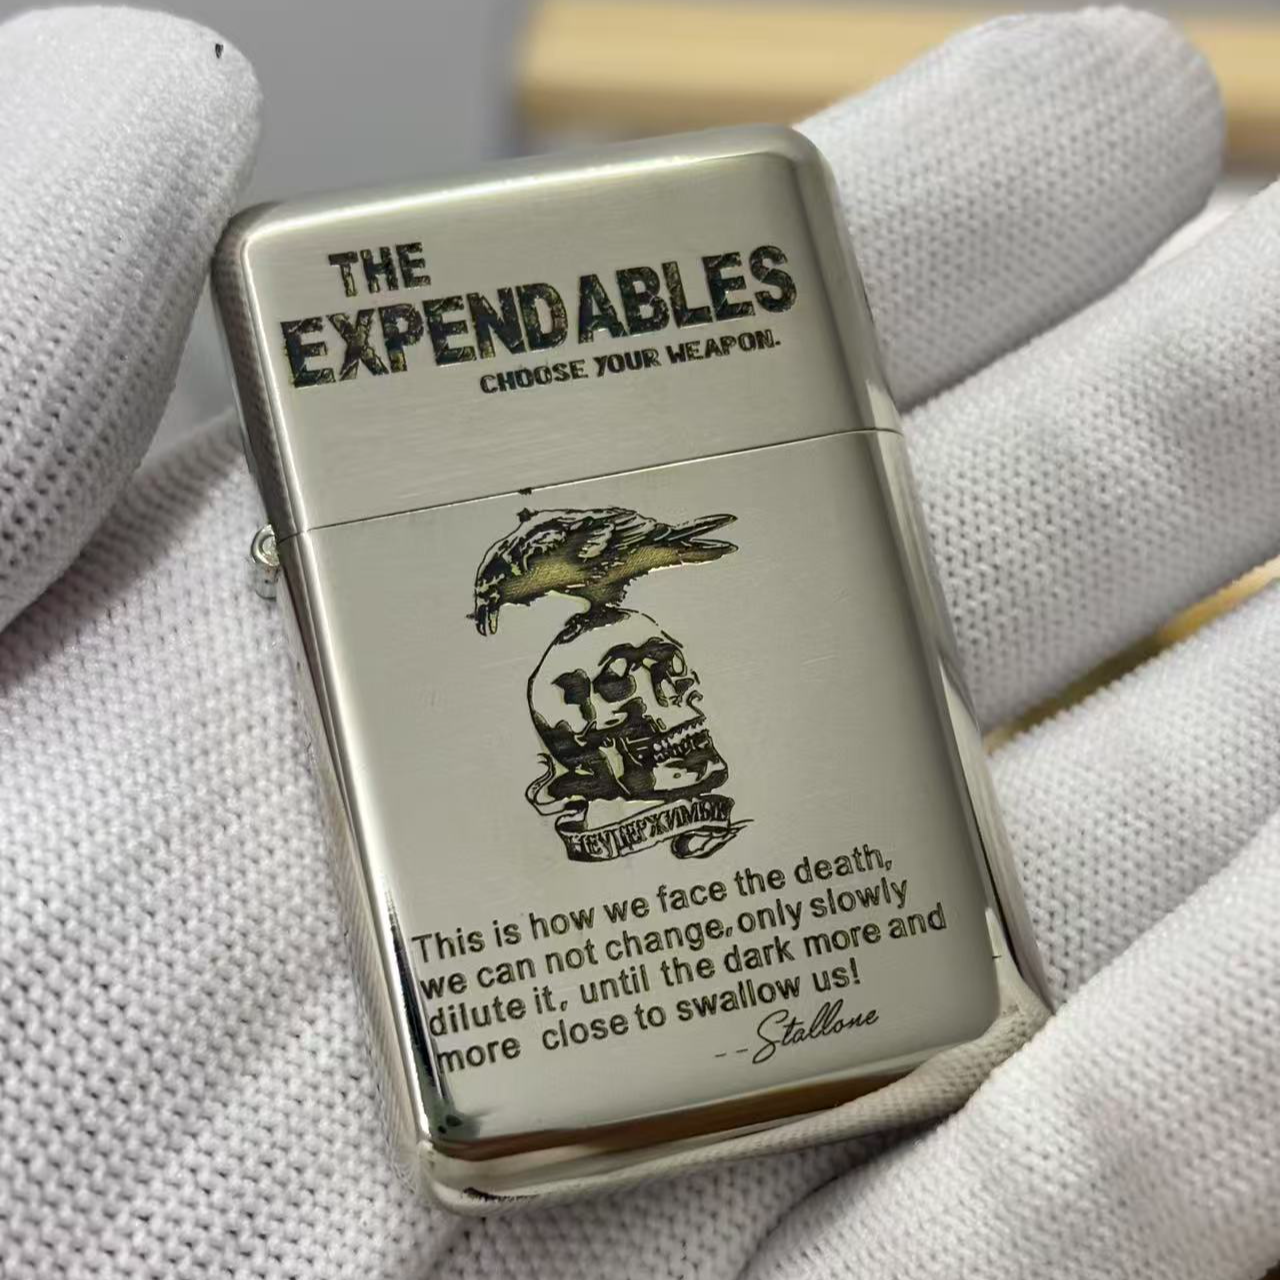 THE
EXPENDABLES
CHOOSE YOUR WEAPON.
НЕУДЕРЖИМЫЕ
This is how we face the death,
we can not change, only slowly
dilute it, until the dark more and
more close to swallow us!
--Stallone